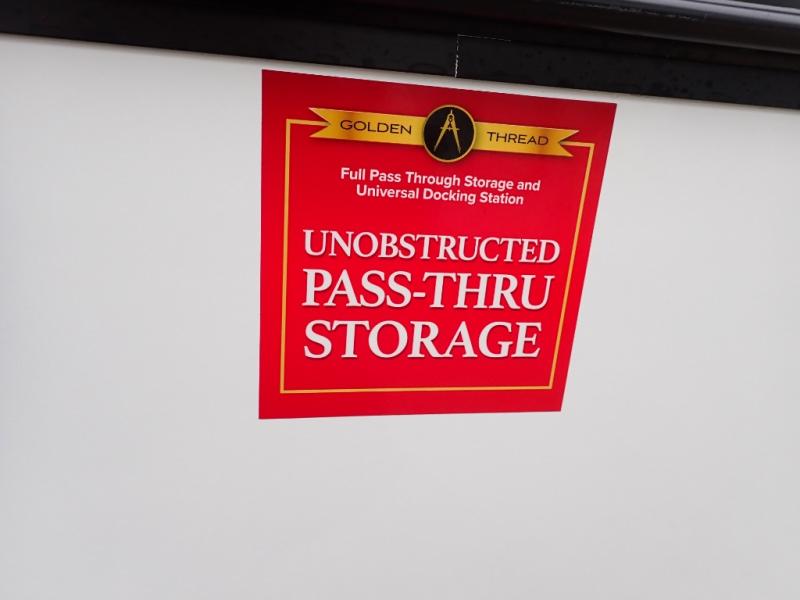 GOLDEN THREAD
Full Pass Through Storage and
Universal Docking Station
UNOBSTRUCTED
PASS-THRU
STORAGE